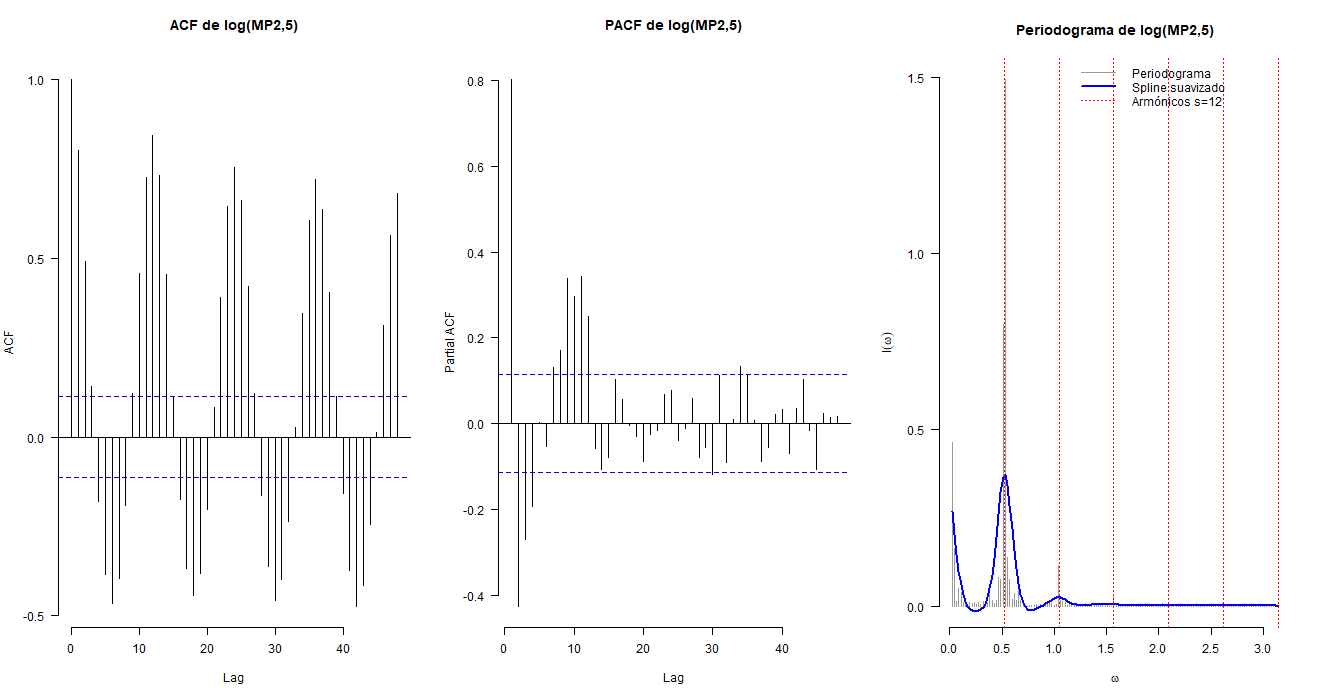 ACF de log(MP2,5)
ACF
1.0
0.5
0.0
-0.5
0
10
20
30
40
Lag
PACF de log(MP2,5)
Partial ACF
0.8
0.6
0.4
0.2
0.0
-0.2
-0.4
0
10
20
30
40
Lag
Periodograma de log(MP2,5)
I(ω)
1.5
1.0
0.5
0.0
Periodograma
Spline suavizado
Armónicos s=12
0.0
0.5
1.0
1.5
2.0
2.5
3.0
ω